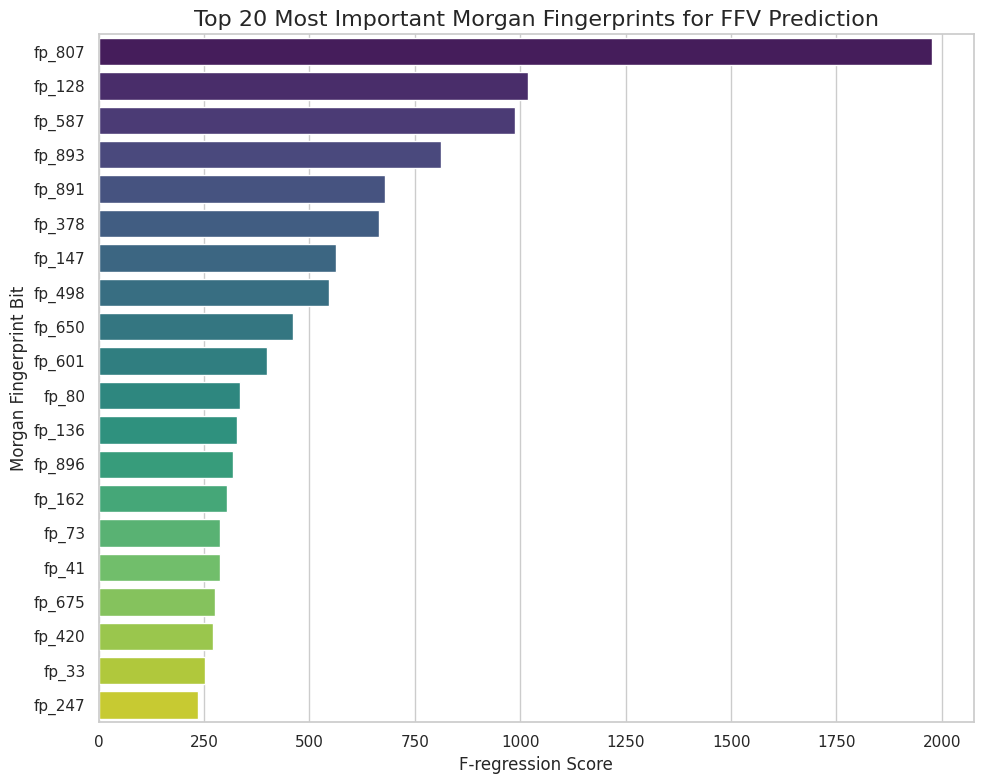 Top 20 Most Important Morgan Fingerprints for FFV Prediction
Morgan Fingerprint Bit
fp_807
fp_128
fp_587
fp_893
fp_891
fp_378
fp_147
fp_498
fp_650
fp_601
fp_80
fp_136
fp_896
fp_162
fp_73
fp_41
fp_675
fp_420
fp_33
fp_247
0 250 500 750 1000 1250 1500 1750 2000
F-regression Score